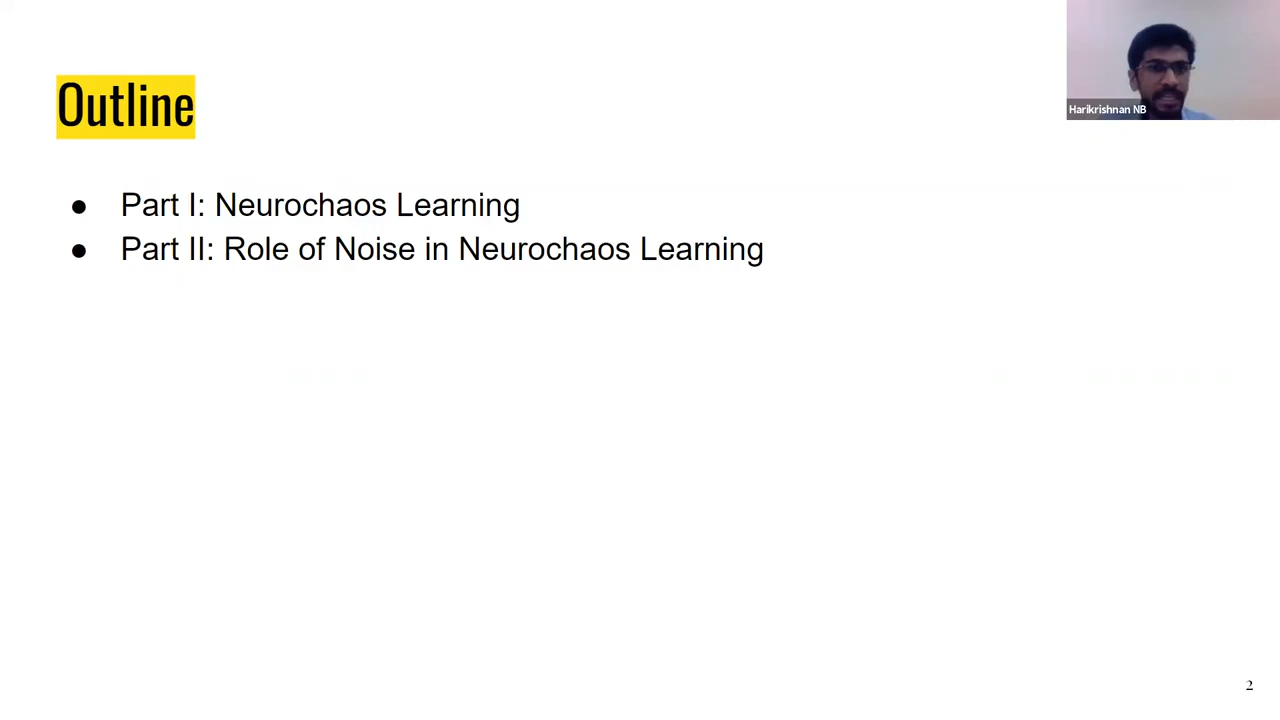 Outline
Harikrishnan NB
● Part I: Neurochaos Learning
● Part II: Role of Noise in Neurochaos Learning
2